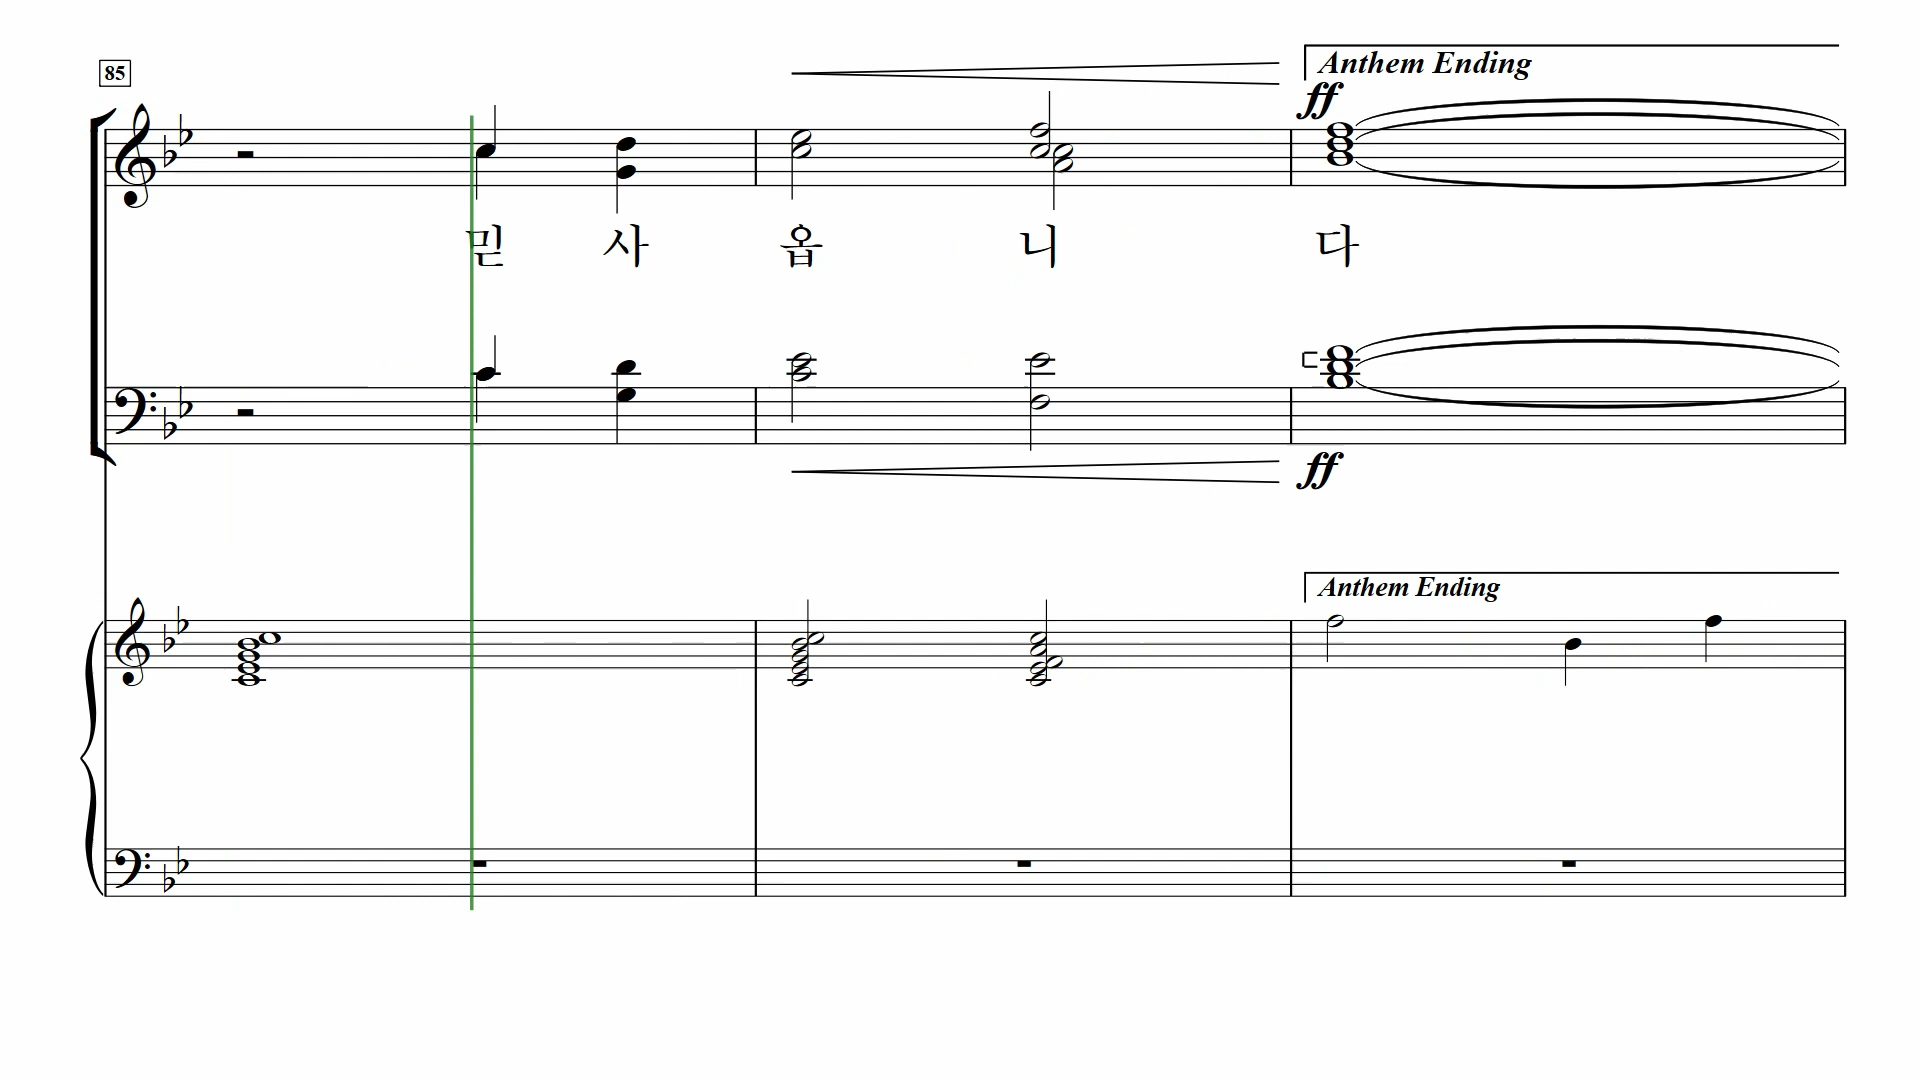 85
Anthem Ending
ff
믿 사 옵 니 다
ff
Anthem Ending